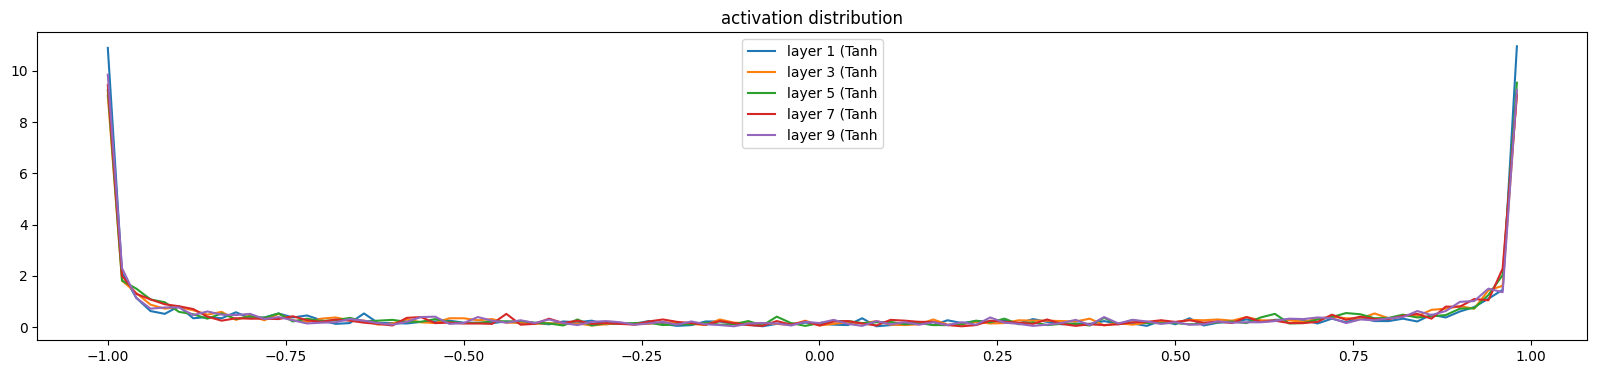 activation distribution
layer 1 (Tanh
layer 3 (Tanh
layer 5 (Tanh
layer 7 (Tanh
layer 9 (Tanh
10
8
6
4
2
0
−1.00 −0.75 −0.50 −0.25 0.00 0.25 0.50 0.75 1.00